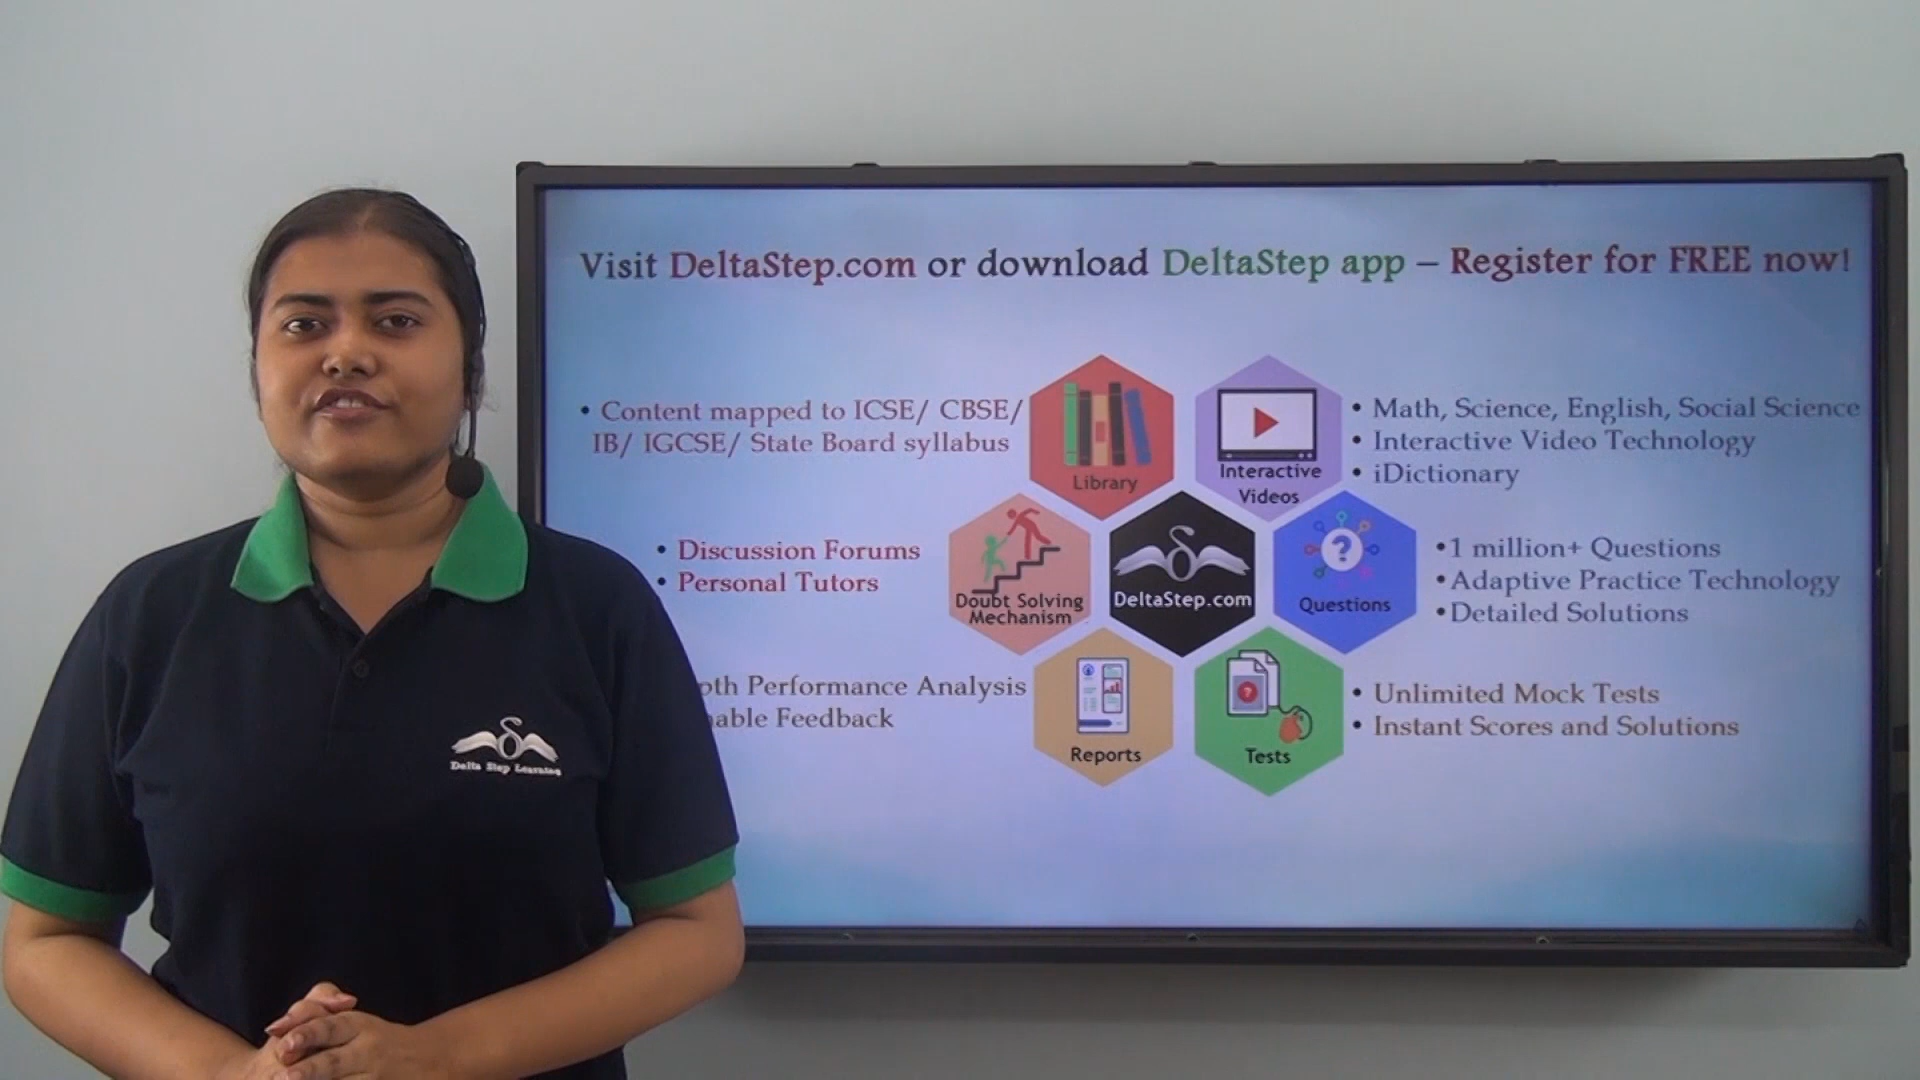 Visit DeltaStep.com or download DeltaStep app – Register for FREE now!
• Content mapped to ICSE/ CBSE/
IB/ IGCSE/ State Board syllabus
Library
Interactive
Videos
• Math, Science, English, Social Science
• Interactive Video Technology
• iDictionary
• Discussion Forums
• Personal Tutors
Doubt Solving
Mechanism
DeltaStep.com
Questions
•1 million+ Questions
•Adaptive Practice Technology
•Detailed Solutions
Performance Analysis
Feedback
Reports
Tests
• Unlimited Mock Tests
• Instant Scores and Solutions
Delta Step Learning